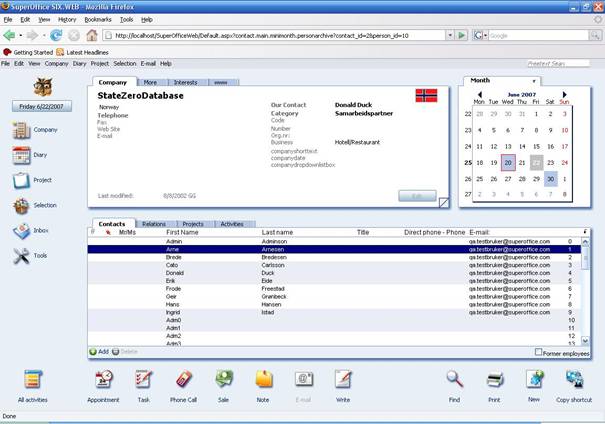 SuperOffice SIX.WEB - Mozilla Firefox
File Edit View History Bookmarks Tools Help
http://localhost/SuperOfficeWeb/Default.aspx?contact.main.minimonth.personarchive?contact_id=2&person_id=10
Google
Getting Started Latest Headlines
File Edit View Company Diary Project Selection E-mail Help
Freetext Search
Friday 6/22/2007
Company
Diary
Project
Selection
Inbox
Tools
Company More Interests www
StateZeroDatabase
Norway
Telephone
Fax
Web Site
E-mail
Our Contact Donald Duck
Category Samarbeidspartner
Code
Number
Org.nr:
Business Hotell/Restaurant
companyshorttext
companydate
companydropdownlistbox
Last modified: 8/8/2002 GG
Edit
Month
June 2007
Mon Tue Wed Thu Fri Sat Sun
22 28 29 30 31 1 2 3
23 4 5 6 7 8 9 10
24 11 12 13 14 15 16 17
25 18 19 20 21 22 23 24
26 25 26 27 28 29 30 1
27 2 3 4 5 6 7 8
Contacts Relations Projects Activities
Mr/Ms First Name Last name Title Direct phone - Phone E-mail:
Admin Adminson qa.testbruker@superoffice.com 0
Arne Arnesen qa.testbruker@superoffice.com 1
Brede Bredesen qa.testbruker@superoffice.com 2
Cato Carlsson qa.testbruker@superoffice.com 3
Donald Duck qa.testbruker@superoffice.com 4
Erik Eide qa.testbruker@superoffice.com 5
Frode Freestad qa.testbruker@superoffice.com 6
Geir Grønbeck qa.testbruker@superoffice.com 7
Hans Hansen qa.testbruker@superoffice.com 8
Ingrid Istad qa.testbruker@superoffice.com 9
Adm0 10
Adm1 11
Adm2 12
Adm3 13
Add Delete
Former employees
All activities
Appointment Task Phone Call Sale Note E-mail Write
Find Print New Copy shortcut
Done